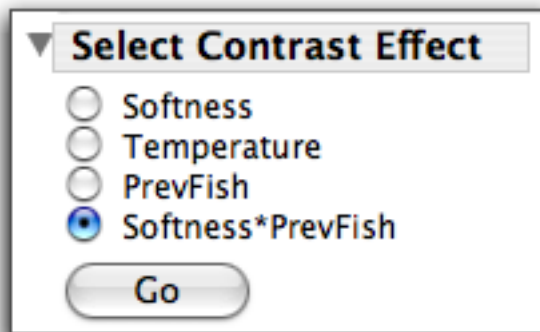 Select Contrast Effect
Softness
Temperature
PrevFish
Softness*PrevFish
Go